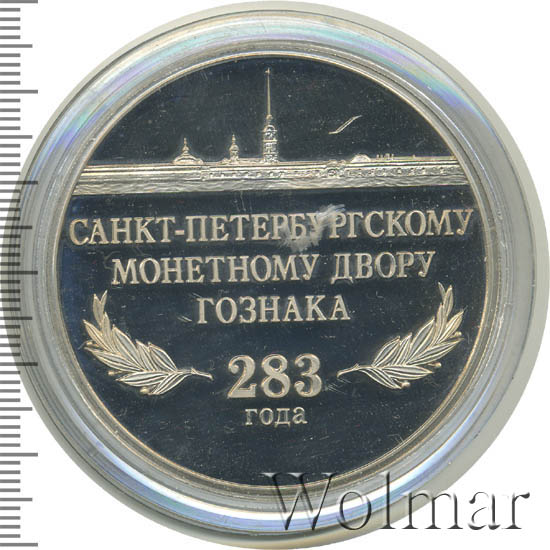 САНКТ-ПЕТЕРБУРГСКОМУ
МОНЕТНОМУ ДВОРУ
ГОЗНАКА
283
года
Wolmar